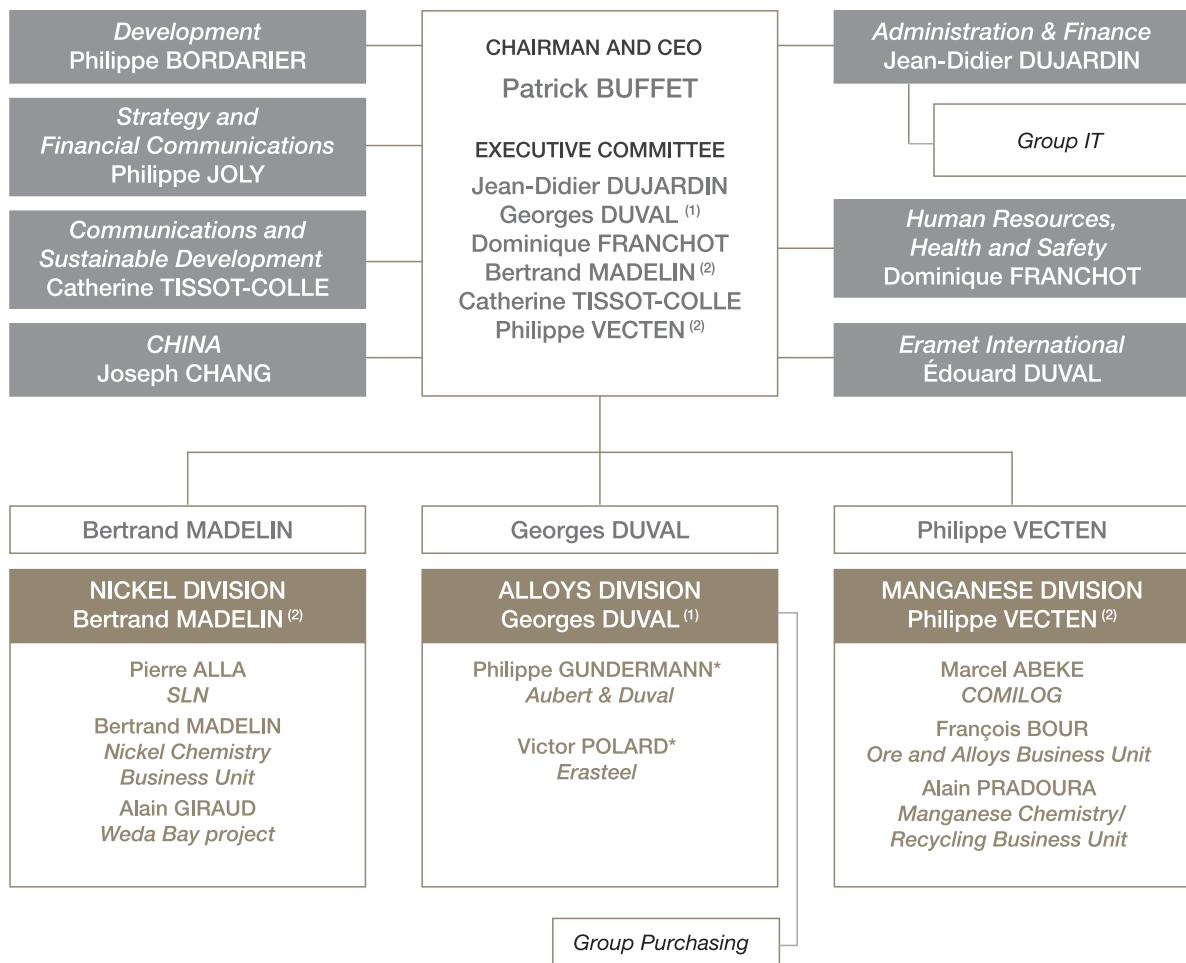 Development
Philippe BORDARIER
Strategy and
Financial Communications
Philippe JOLY
Communications and
Sustainable Development
Catherine TISSOT-COLLE
CHINA
Joseph CHANG
CHAIRMAN AND CEO
Patrick BUFFET
EXECUTIVE COMMITTEE
Jean-Didier DUJARDIN
Georges DUVAL (1)
Dominique FRANCHOT
Bertrand MADELIN (2)
Catherine TISSOT-COLLE
Philippe VECTEN (2)
Administration & Finance
Jean-Didier DUJARDIN
Group IT
Human Resources,
Health and Safety
Dominique FRANCHOT
Eramet International
Édouard DUVAL
Bertrand MADELIN
NICKEL DIVISION
Bertrand MADELIN (2)
Pierre ALLA
SLN
Bertrand MADELIN
Nickel Chemistry
Business Unit
Alain GIRAUD
Weda Bay project
Georges DUVAL
ALLOYS DIVISION
Georges DUVAL (1)
Philippe GUNDERMANN*
Aubert & Duval
Victor POLARD*
Erasteel
Group Purchasing
Philippe VECTEN
MANGANESE DIVISION
Philippe VECTEN (2)
Marcel ABEKE
COMILOG
François BOUR
Ore and Alloys Business Unit
Alain PRADOURA
Manganese Chemistry/
Recycling Business Unit